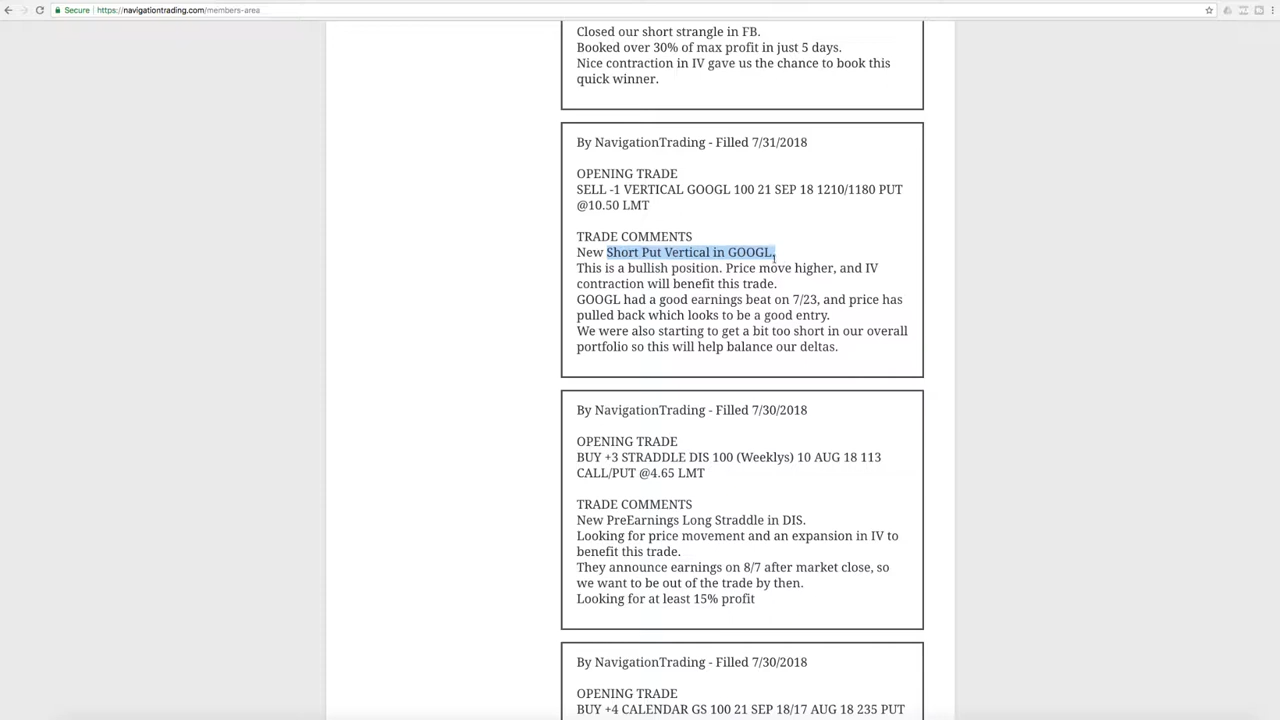 Secure
https://navigationtrading.com/members-area
Closed our short strangle in FB.
Booked over 30% of max profit in just 5 days.
Nice contraction in IV gave us the chance to book this
quick winner.
By NavigationTrading - Filled 7/31/2018
OPENING TRADE
SELL -1 VERTICAL GOOGL 100 21 SEP 18 1210/1180 PUT
@10.50 LMT
TRADE COMMENTS
New Short Put Vertical in GOOGL.
This is a bullish position. Price move higher, and IV
contraction will benefit this trade.
GOOGL had a good earnings beat on 7/23, and price has
pulled back which looks to be a good entry.
We were also starting to get a bit too short in our overall
portfolio so this will help balance our deltas.
By NavigationTrading - Filled 7/30/2018
OPENING TRADE
BUY +3 STRADDLE DIS 100 (Weeklys) 10 AUG 18 113
CALL/PUT @4.65 LMT
TRADE COMMENTS
New PreEarnings Long Straddle in DIS.
Looking for price movement and an expansion in IV to
benefit this trade.
They announce earnings on 8/7 after market close, so
we want to be out of the trade by then.
Looking for at least 15% profit
By NavigationTrading - Filled 7/30/2018
OPENING TRADE
BUY +4 CALENDAR GS 100 21 SEP 18/17 AUG 18 235 PUT